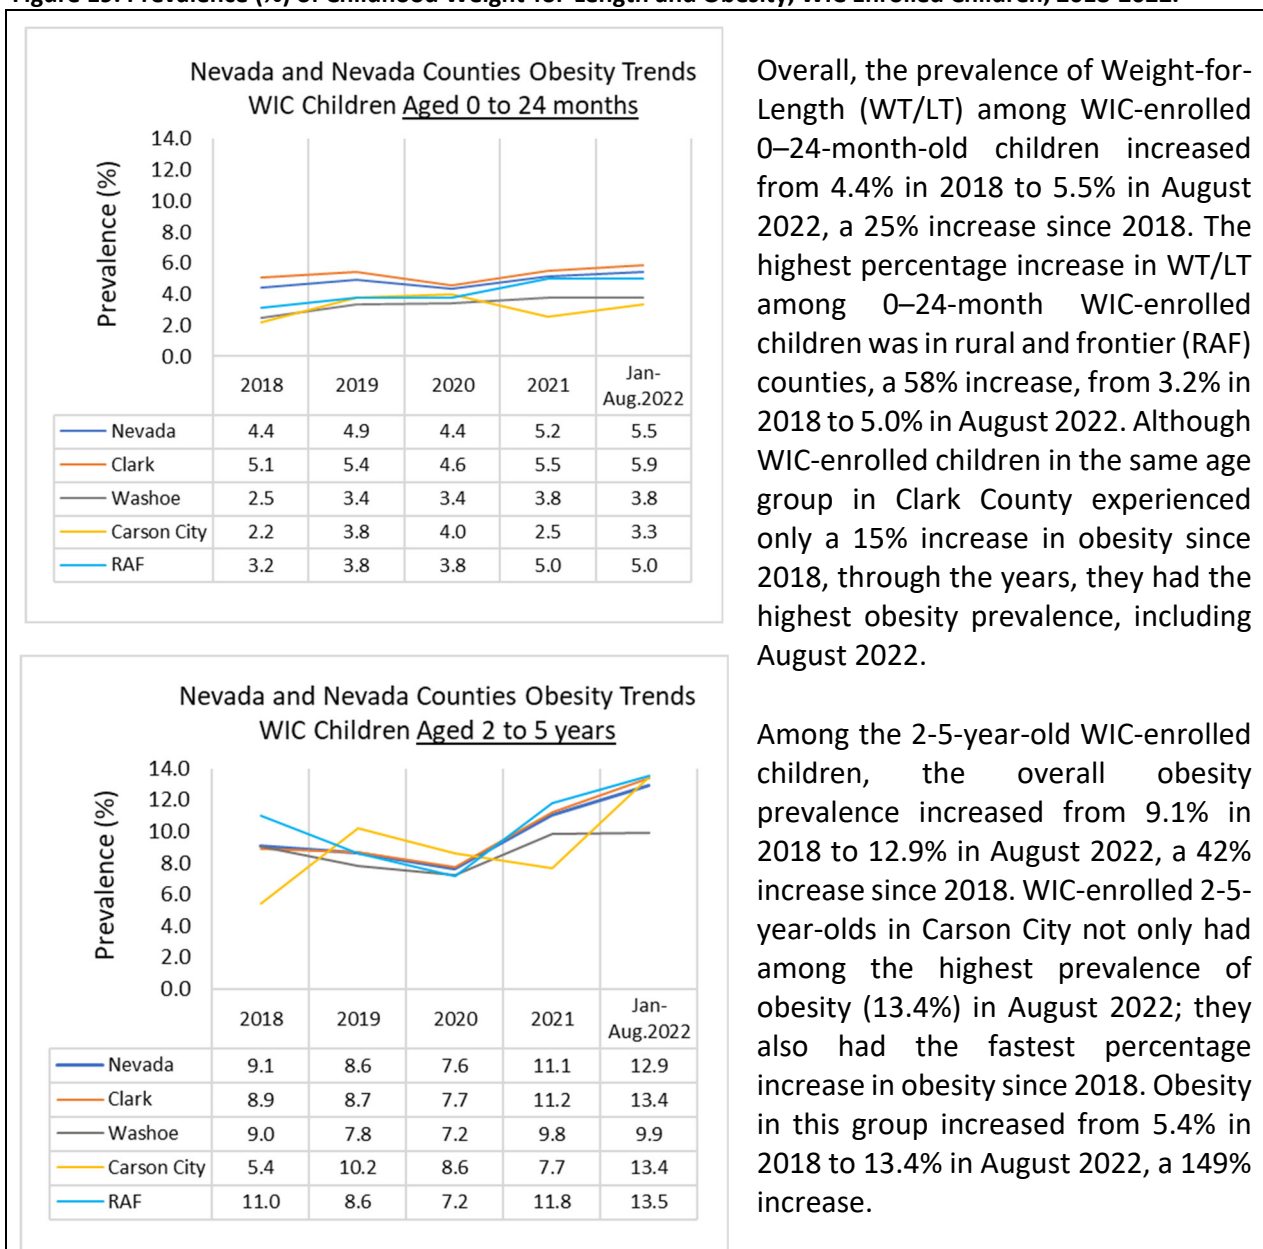 Figure 19. Prevalence (%) of Childhood Weight-for-Length and Obesity, WIC Enrolled Children, 2018-2022.
Nevada and Nevada Counties Obesity Trends
WIC Children Aged 0 to 24 months
Prevalence (%)
14.0
12.0
10.0
8.0
6.0
4.0
2.0
0.0
2018 2019 2020 2021 Jan-
Aug.2022
Nevada 4.4 4.9 4.4 5.2 5.5
Clark 5.1 5.4 4.6 5.5 5.9
Washoe 2.5 3.4 3.4 3.8 3.8
Carson City 2.2 3.8 4.0 2.5 3.3
RAF 3.2 3.8 3.8 5.0 5.0
Nevada and Nevada Counties Obesity Trends
WIC Children Aged 2 to 5 years
Prevalence (%)
14.0
12.0
10.0
8.0
6.0
4.0
2.0
0.0
2018 2019 2020 2021 Jan-
Aug.2022
Nevada 9.1 8.6 7.6 11.1 12.9
Clark 8.9 8.7 7.7 11.2 13.4
Washoe 9.0 7.8 7.2 9.8 9.9
Carson City 5.4 10.2 8.6 7.7 13.4
RAF 11.0 8.6 7.2 11.8 13.5
Overall, the prevalence of Weight-for-
Length (WT/LT) among WIC-enrolled
0–24-month-old children increased
from 4.4% in 2018 to 5.5% in August
2022, a 25% increase since 2018. The
highest percentage increase in WT/LT
among 0–24-month WIC-enrolled
children was in rural and frontier (RAF)
counties, a 58% increase, from 3.2% in
2018 to 5.0% in August 2022. Although
WIC-enrolled children in the same age
group in Clark County experienced
only a 15% increase in obesity since
2018, through the years, they had the
highest obesity prevalence, including
August 2022.
Among the 2-5-year-old WIC-enrolled
children, the overall obesity
prevalence increased from 9.1% in
2018 to 12.9% in August 2022, a 42%
increase since 2018. WIC-enrolled 2-5-
year-olds in Carson City not only had
among the highest prevalence of
obesity (13.4%) in August 2022; they
also had the fastest percentage
increase in obesity since 2018. Obesity
in this group increased from 5.4% in
2018 to 13.4% in August 2022, a 149%
increase.